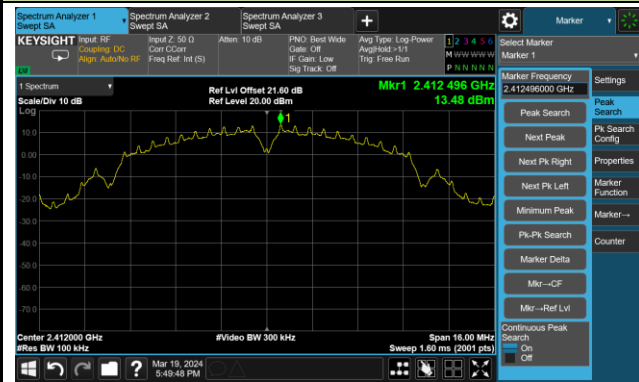 Spectrum Analyzer 1
Swept SA
Spectrum Analyzer 2
Swept SA
Spectrum Analyzer 3
Swept SA
+
Marker
KEYSIGHT
Input: RF
Coupling: DC
Align: Auto/No RF
Input Z: 50 Ω
Corr CCorr
Freq Ref: Int (S)
Atten: 10 dB
PNO: Best Wide
Gate: Off
IF Gain: Low
Sig Track: Off
Avg Type: Log-Power
Avg|Hold:>1/1
Trig: Free Run
1 2 3 4 5 6
M W W W W W
P N N N N N
LXI
Select Marker
Marker 1
1 Spectrum
Scale/Div 10 dB
Log
Ref Lvl Offset 21.60 dB
Ref Level 20.00 dBm
Mkr1 2.412 496 GHz
13.48 dBm
1
10.0
0.00
-10.0
-20.0
-30.0
-40.0
-50.0
-60.0
-70.0
Center 2.412000 GHz
#Res BW 100 kHz
#Video BW 300 kHz
Span 16.00 MHz
Sweep 1.60 ms (2001 pts)
Marker Frequency
2.412496000 GHz
Peak Search
Next Peak
Next Pk Right
Next Pk Left
Minimum Peak
Pk-Pk Search
Marker Delta
Mkr→CF
Mkr→Ref Lvl
Continuous Peak
Search
On
Off
Settings
Peak
Search
Pk Search
Config
Properties
Marker
Function
Marker→
Counter
?
Mar 19, 2024
5:49:48 PM